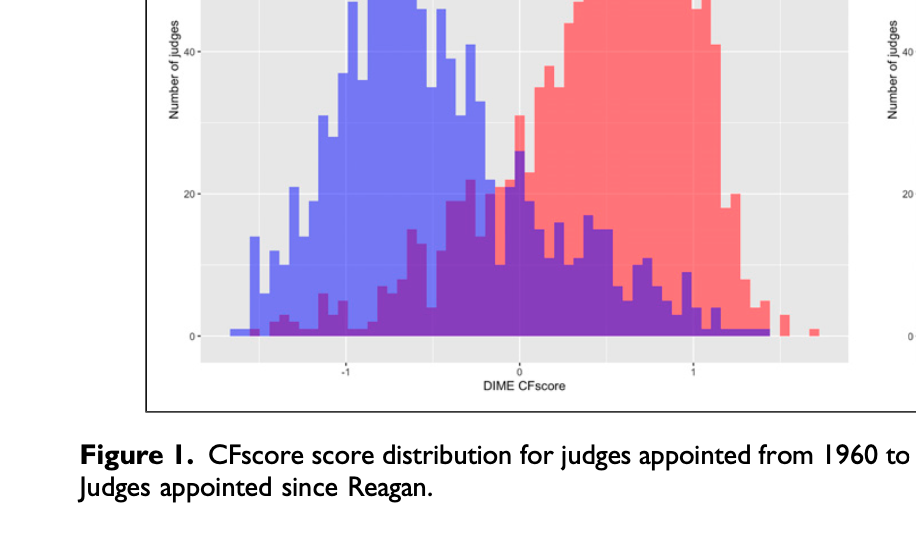 Number of judges
40
20
0
-1
0
1
DIME CFscore
Number of judges
40
20
0
Figure 1. CFscore score distribution for judges appointed from 1960 to
Judges appointed since Reagan.